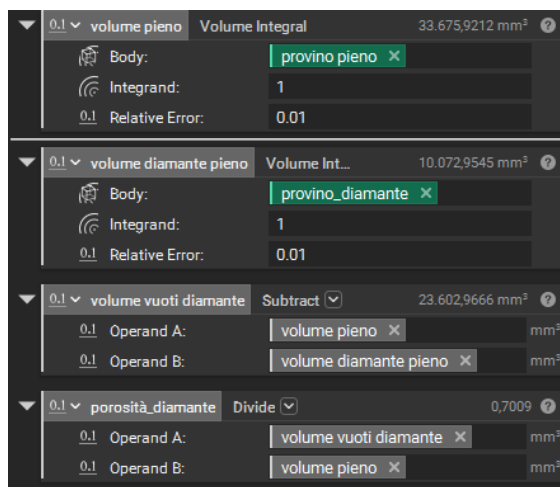 0.1 volume pieno Volume Integral 33.675,9212 mm³ ?
Body: provino pieno ×
Integrand: 1
0.1 Relative Error: 0.01
0.1 volume diamante pieno Volume Int... 10.072,9545 mm³ ?
Body: provino_diamante ×
Integrand: 1
0.1 Relative Error: 0.01
0.1 volume vuoti diamante Subtract 23.602,9666 mm³ ?
0.1 Operand A: volume pieno × mm³
0.1 Operand B: volume diamante pieno × mm³
0.1 porosità_diamante Divide 0,7009 ?
0.1 Operand A: volume vuoti diamante × mm³
0.1 Operand B: volume pieno × mm³